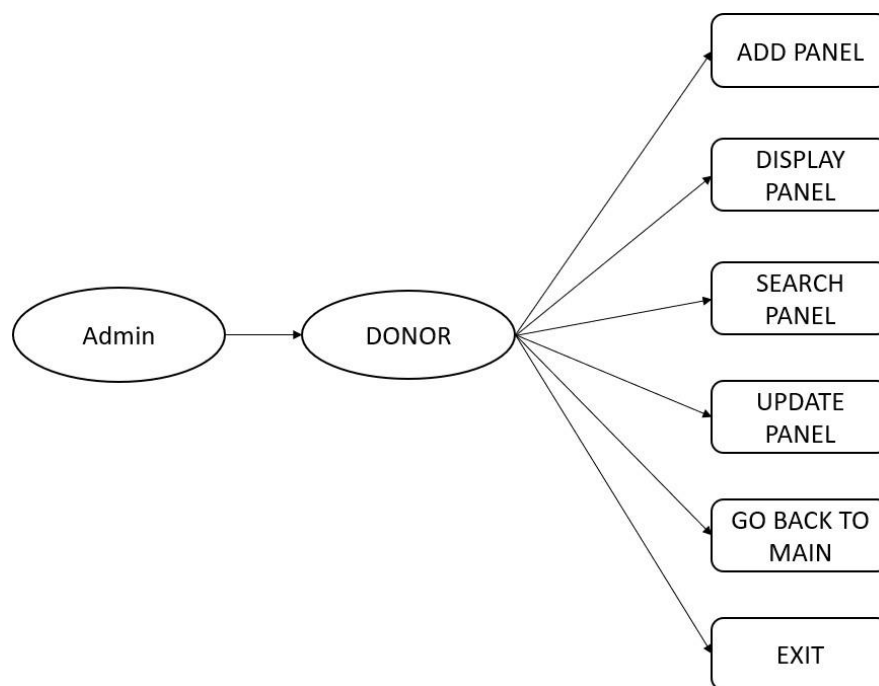 Admin
DONOR
ADD PANEL
DISPLAY
PANEL
SEARCH
PANEL
UPDATE
PANEL
GO BACK TO
MAIN
EXIT